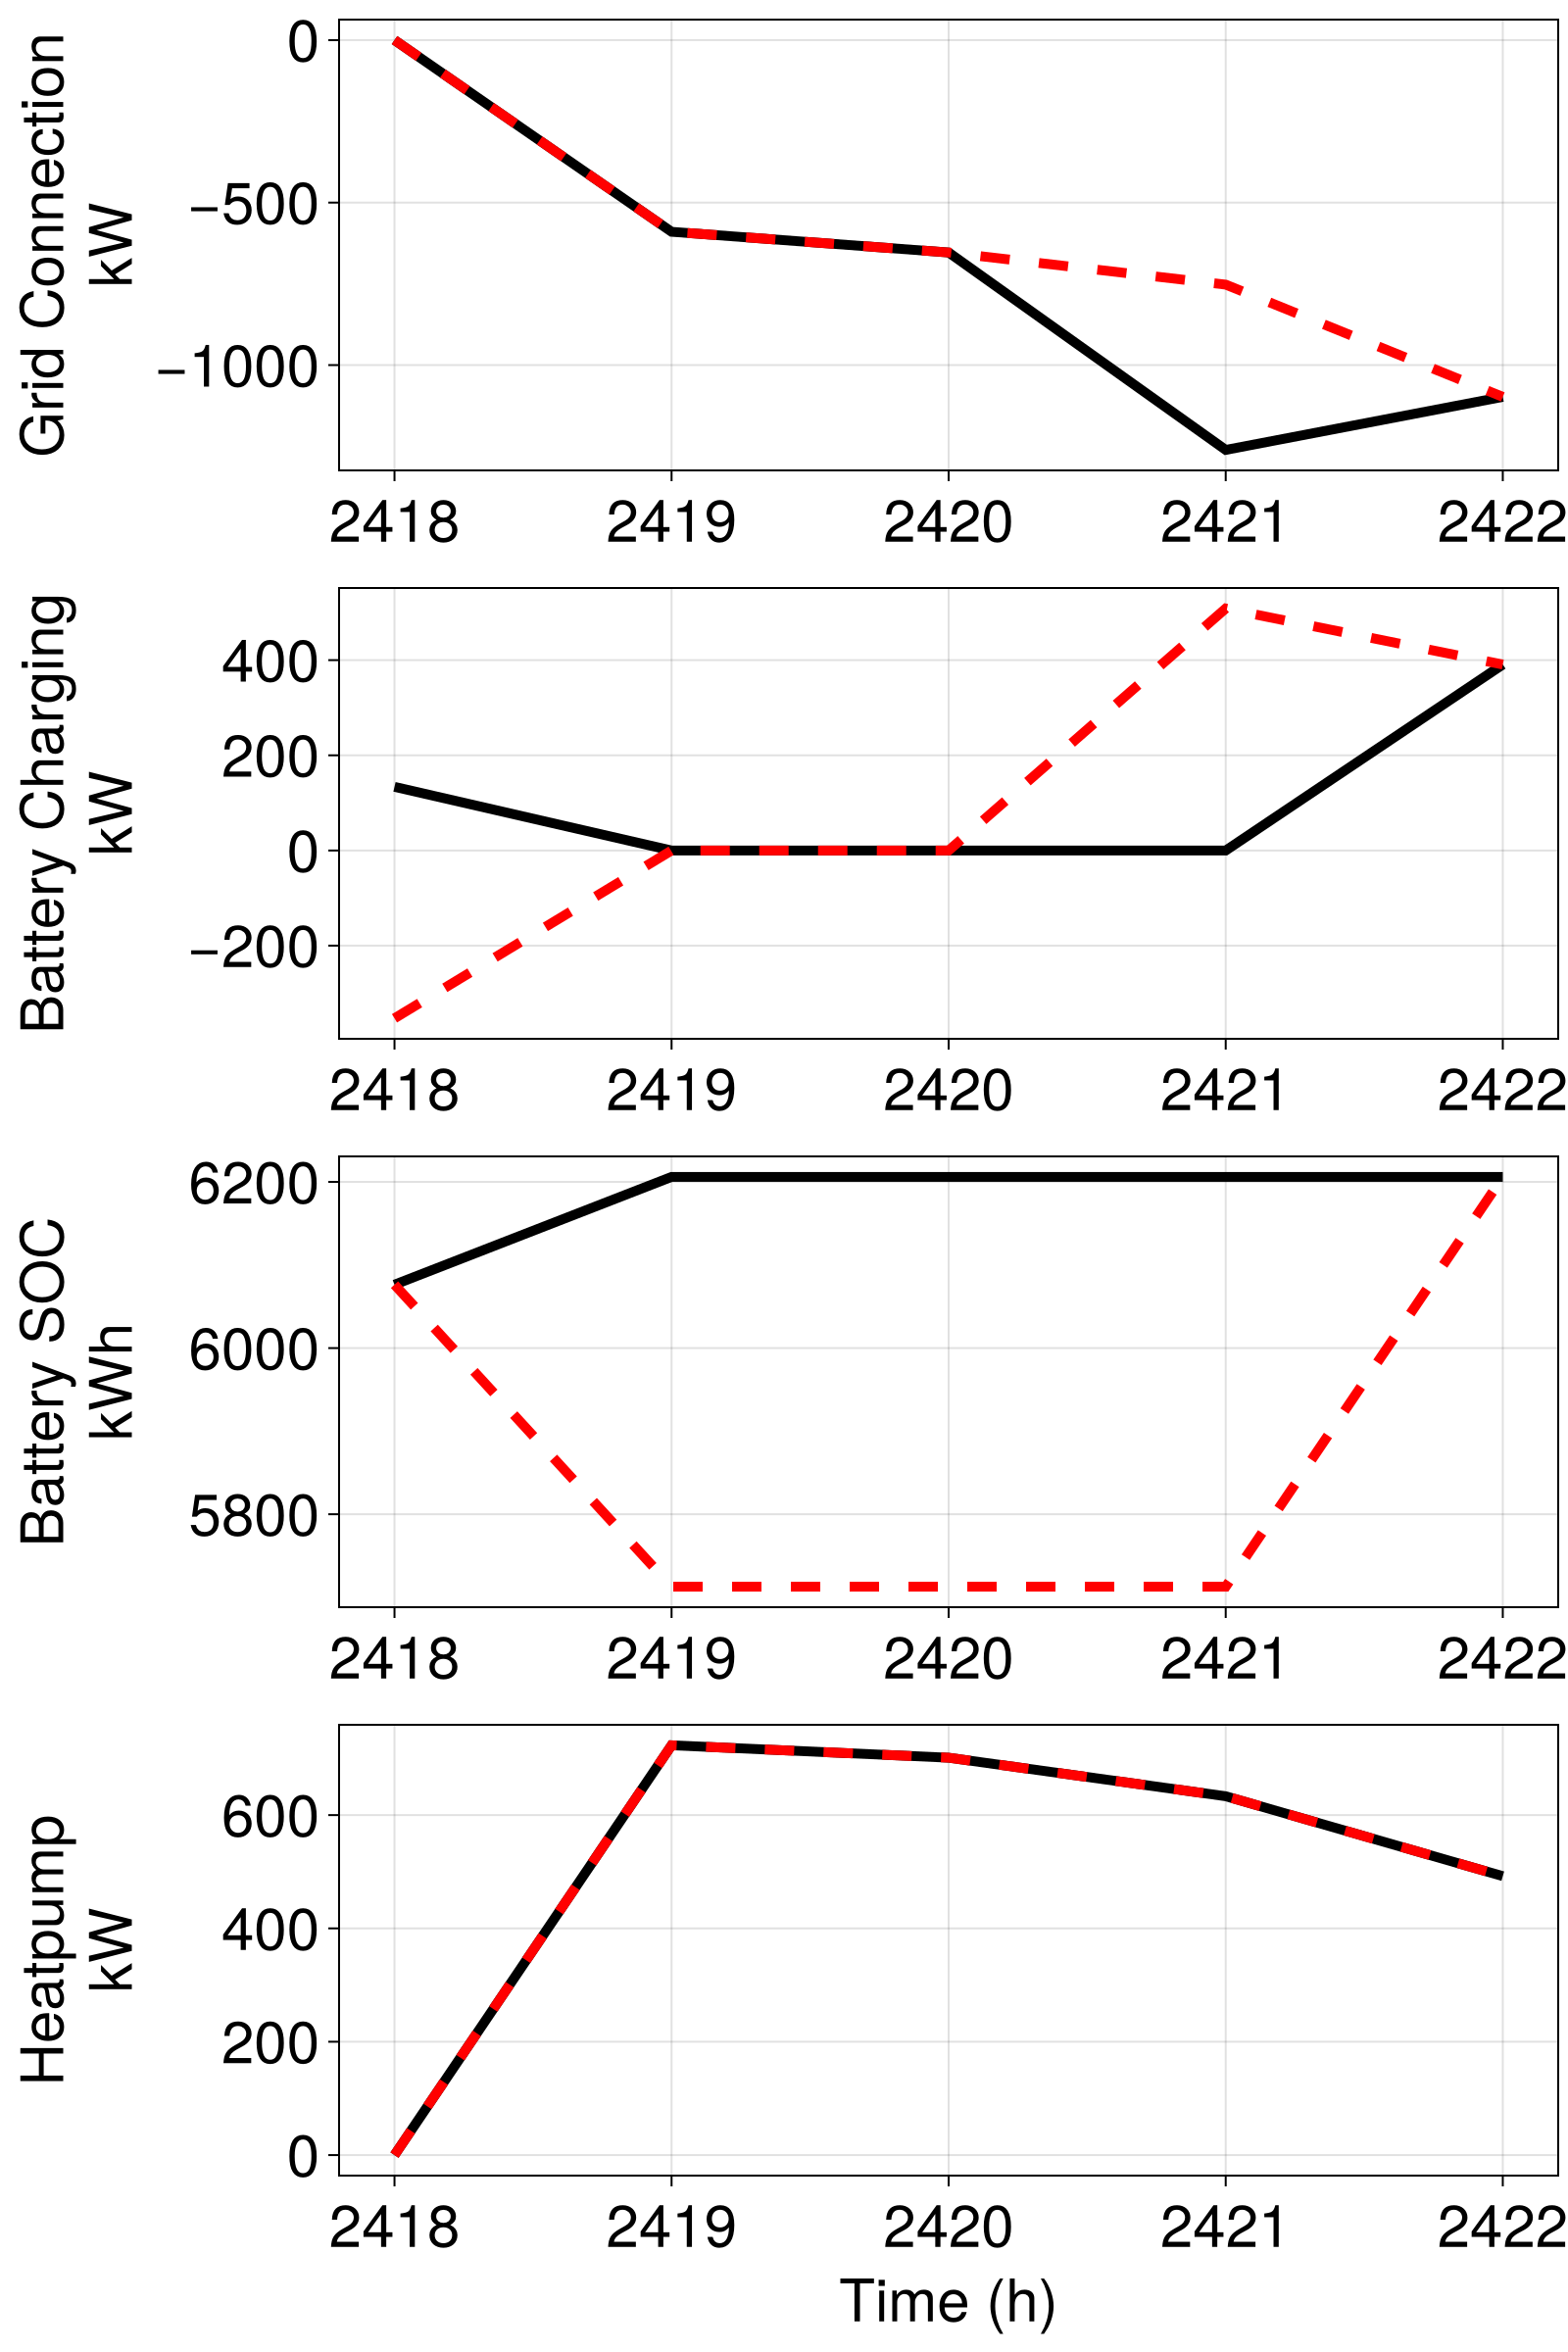 Grid Connection
kW
0
−500
−1000
2418 2419 2420 2421 2422
Battery Charging
kW
400
200
0
−200
2418 2419 2420 2421 2422
Battery SOC
kWh
6200
6000
5800
2418 2419 2420 2421 2422
Heatpump
kW
600
400
200
0
2418 2419 2420 2421 2422
Time (h)